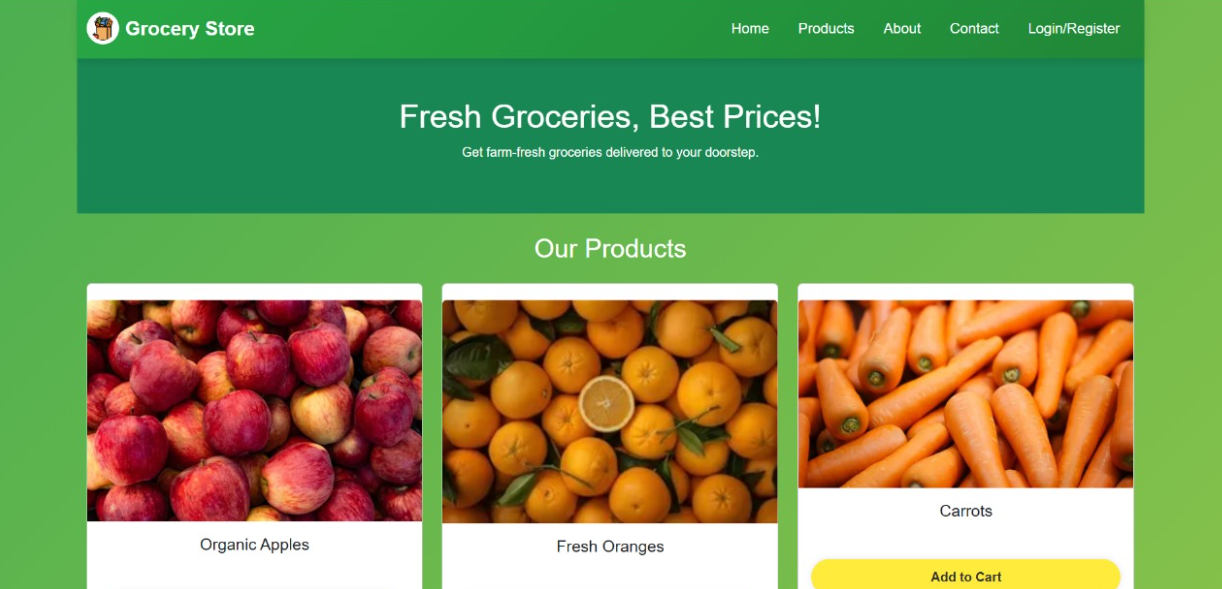 Grocery Store
Home Products About Contact Login/Register
Fresh Groceries, Best Prices!
Get farm-fresh groceries delivered to your doorstep.
Our Products
Organic Apples
Fresh Oranges
Carrots
Add to Cart